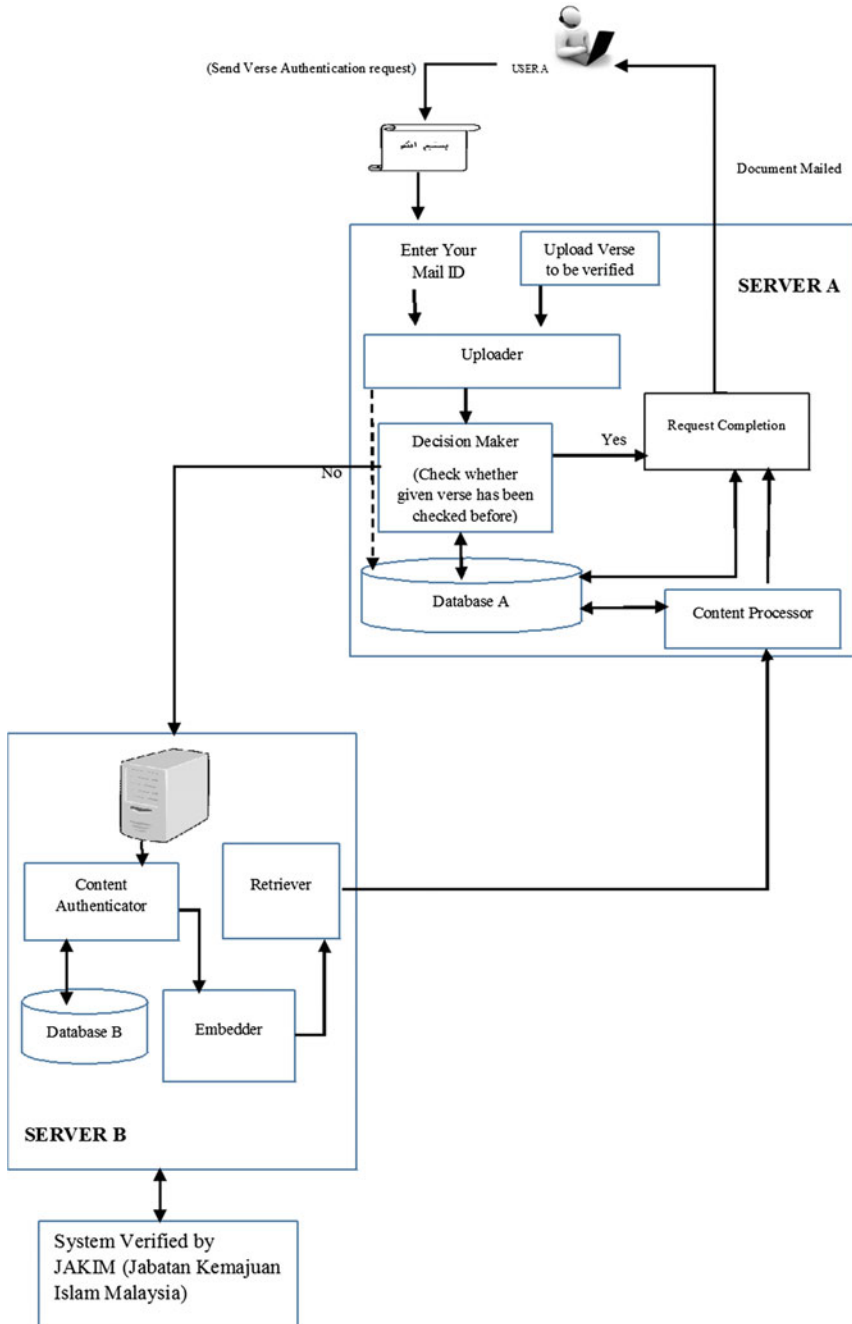 USER A
(Send Verse Authentication request)
Document Mailed
Enter Your
Mail ID
Upload Verse
to be verified
SERVER A
Uploader
Decision Maker
(Check whether
given verse has been
checked before)
Yes
No
Request Completion
Database A
Content Processor
Content
Authenticator
Retriever
Database B
Embedder
SERVER B
System Verified by
JAKIM (Jabatan Kemajuan
Islam Malaysia)